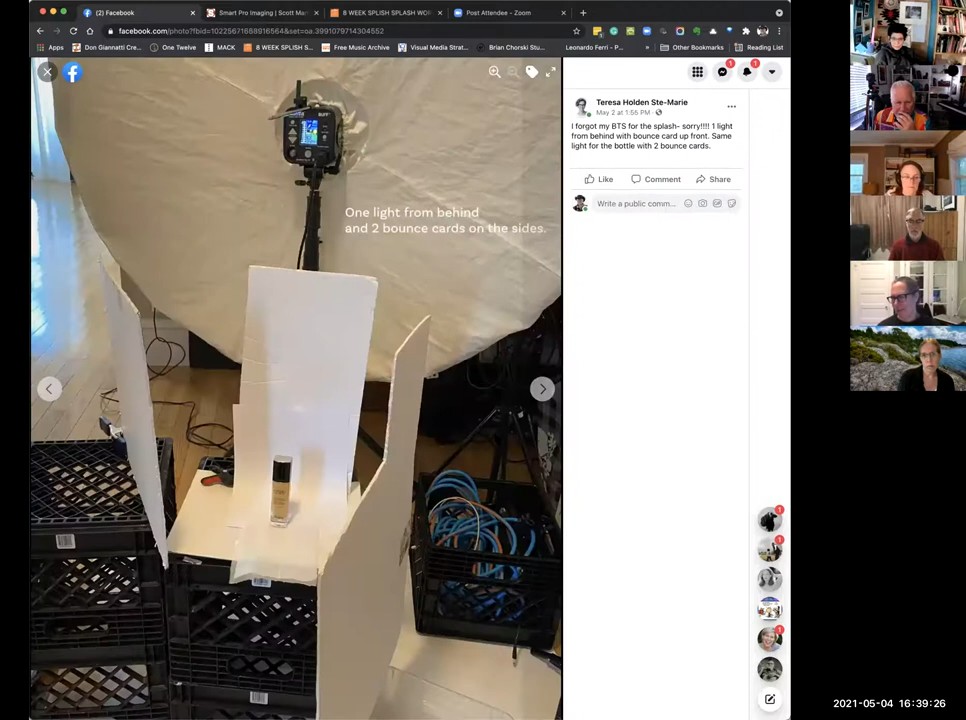 (2) Facebook
Smart Pro Imaging | Scott Mar
8 WEEK SPLISH SPLASH WOR
Post Attendee - Zoom
facebook.com/photo?fbid=10225671688916564&set=oa.3991079714304552
Apps
Don Giannatti Cre...
One Twelve
MACK
8 WEEK SPLISH S...
Free Music Archive
Visual Media Strat...
Brian Chorski Stu...
Leonardo Ferri - P...
Other Bookmarks
Reading List
Teresa Holden Ste-Marie
May 2 at 1:55 PM
I forgot my BTS for the splash- sorry!!!! 1 light
from behind with bounce card up front. Same
light for the bottle with 2 bounce cards.
Like
Comment
Share
Write a public comm...
One light from behind
and 2 bounce cards on the sides.
2021-05-04 16:39:26